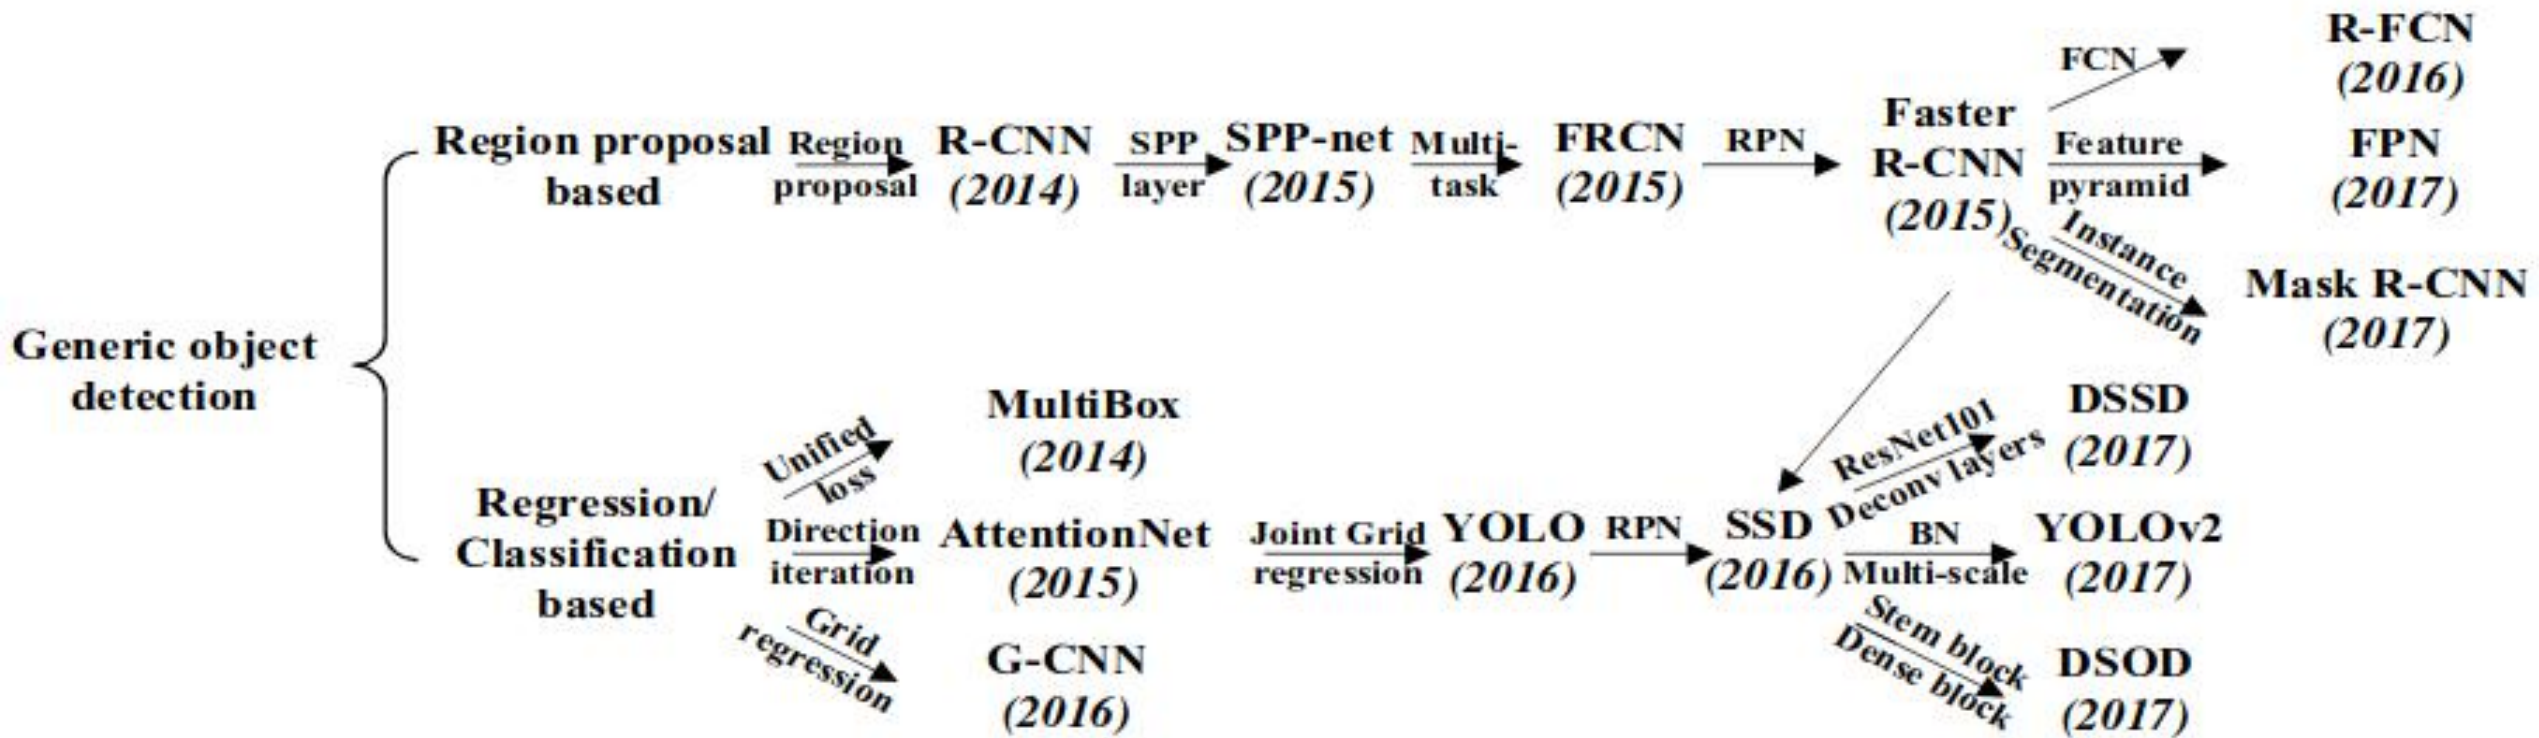 Generic object
detection
Region proposal
based
Region
proposal
R-CNN
(2014)
SPP
layer
SPP-net
(2015)
Multi-
task
FRCN
(2015)
RPN
Faster
R-CNN
(2015)
FCN
R-FCN
(2016)
Feature
pyramid
FPN
(2017)
Instance
Segmentation
Mask R-CNN
(2017)
Regression/
Classification
based
Unified
loss
MultiBox
(2014)
Direction
iteration
AttentionNet
(2015)
Grid
regression
G-CNN
(2016)
Joint Grid
regression
YOLO
(2016)
RPN
SSD
(2016)
ResNet101
Deconv layers
DSSD
(2017)
BN
Multi-scale
YOLOv2
(2017)
Stem block
Dense block
DSOD
(2017)